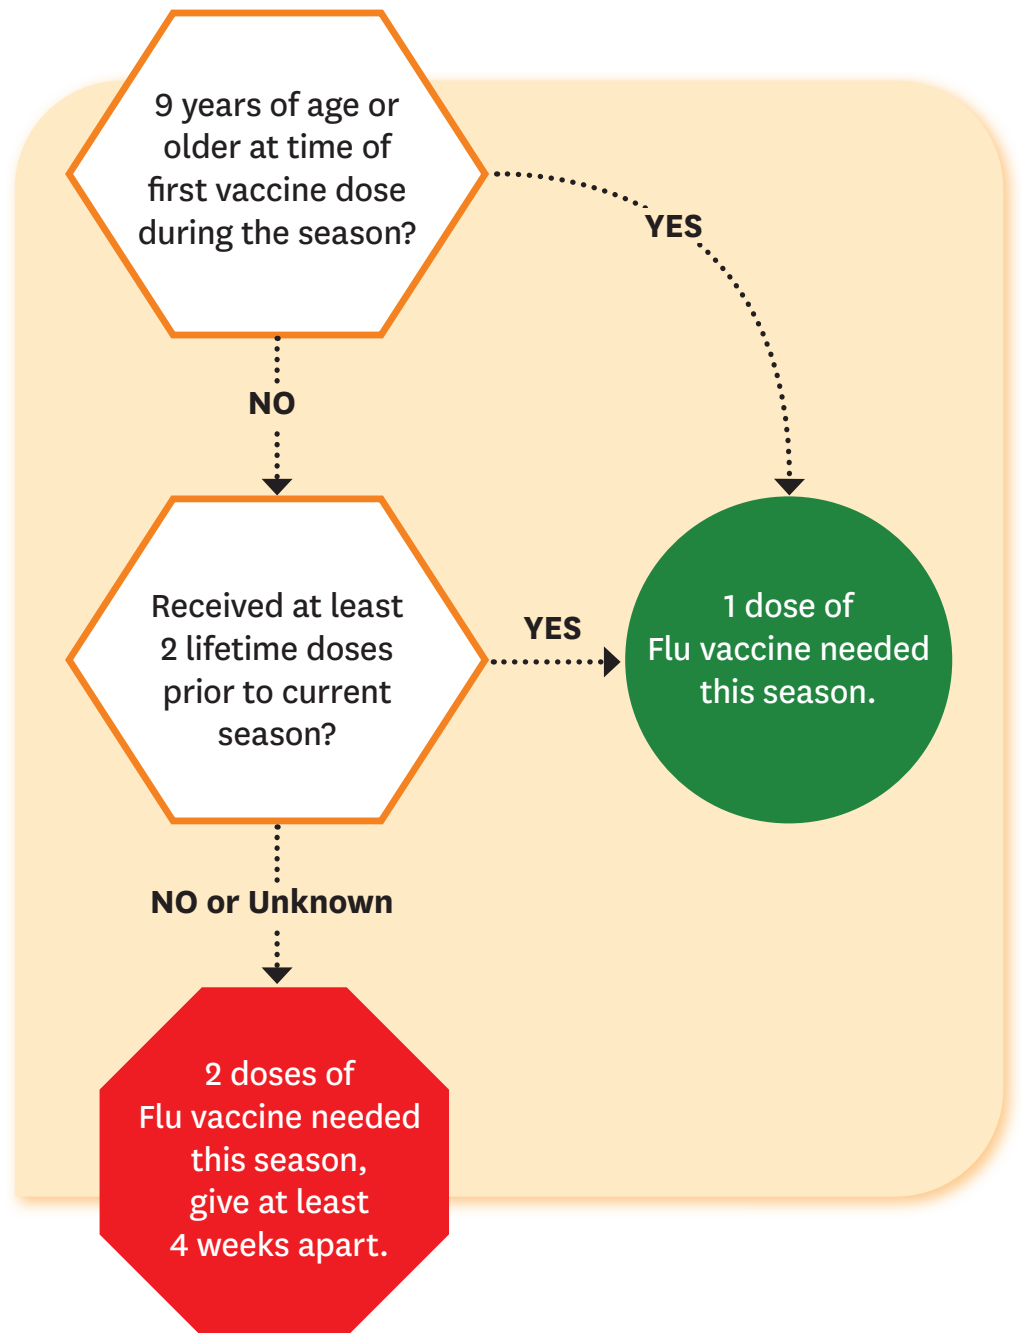 9 years of age or
older at time of
first vaccine dose
during the season?
YES
NO
Received at least
2 lifetime doses
prior to current
season?
YES
1 dose of
Flu vaccine needed
this season.
NO or Unknown
2 doses of
Flu vaccine needed
this season,
give at least
4 weeks apart.